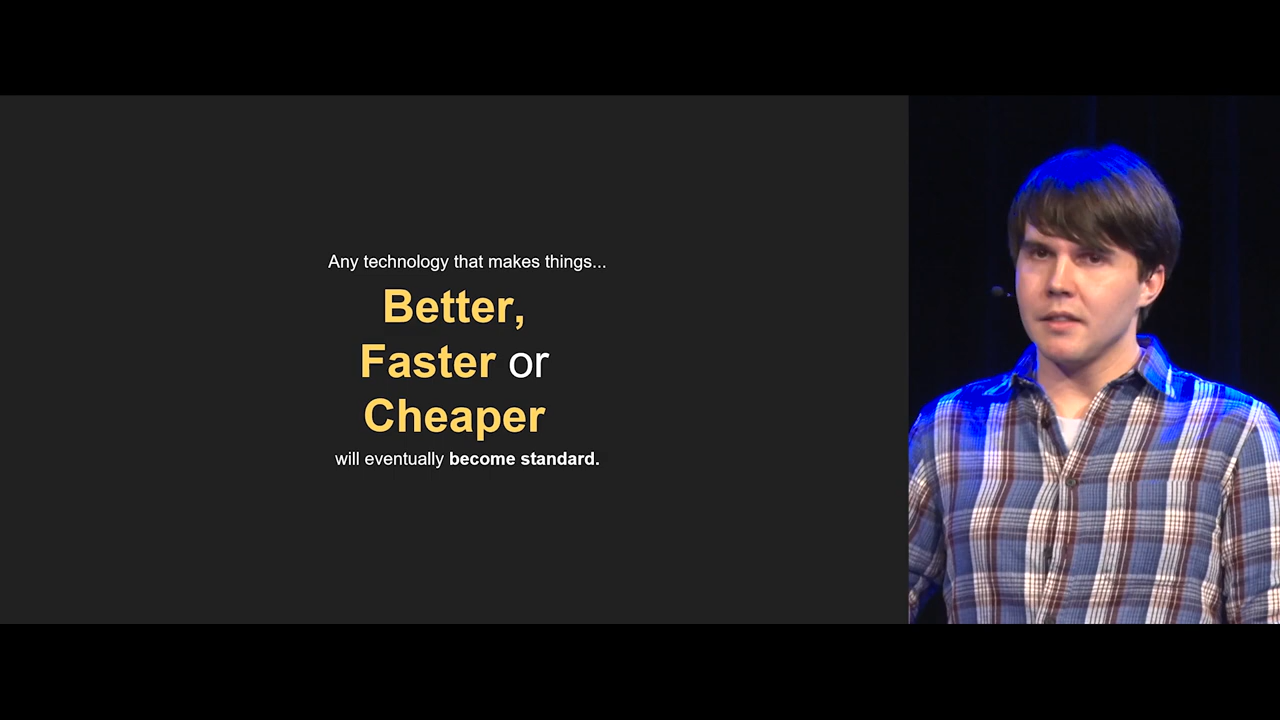 Any technology that makes things...
Better,
Faster or
Cheaper
will eventually become standard.